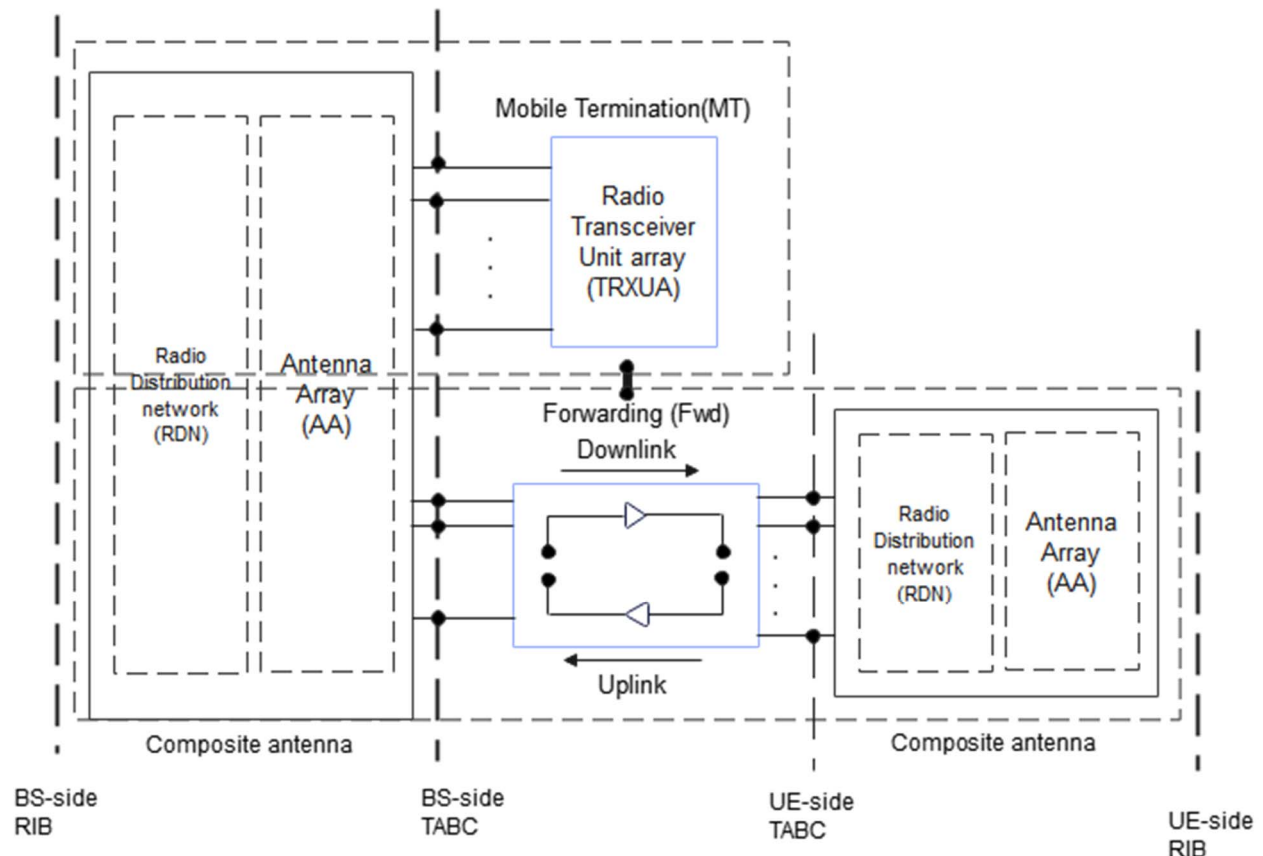 Mobile Termination(MT)
Radio
Transceiver
Unit array
(TRXUA)
Radio
Distribution
network
(RDN)
Antenna
Array
(AA)
Forwarding (Fwd)
Downlink
Uplink
Radio
Distribution
network
(RDN)
Antenna
Array
(AA)
Composite antenna
Composite antenna
BS-side
RIB
BS-side
TABC
UE-side
TABC
UE-side
RIB